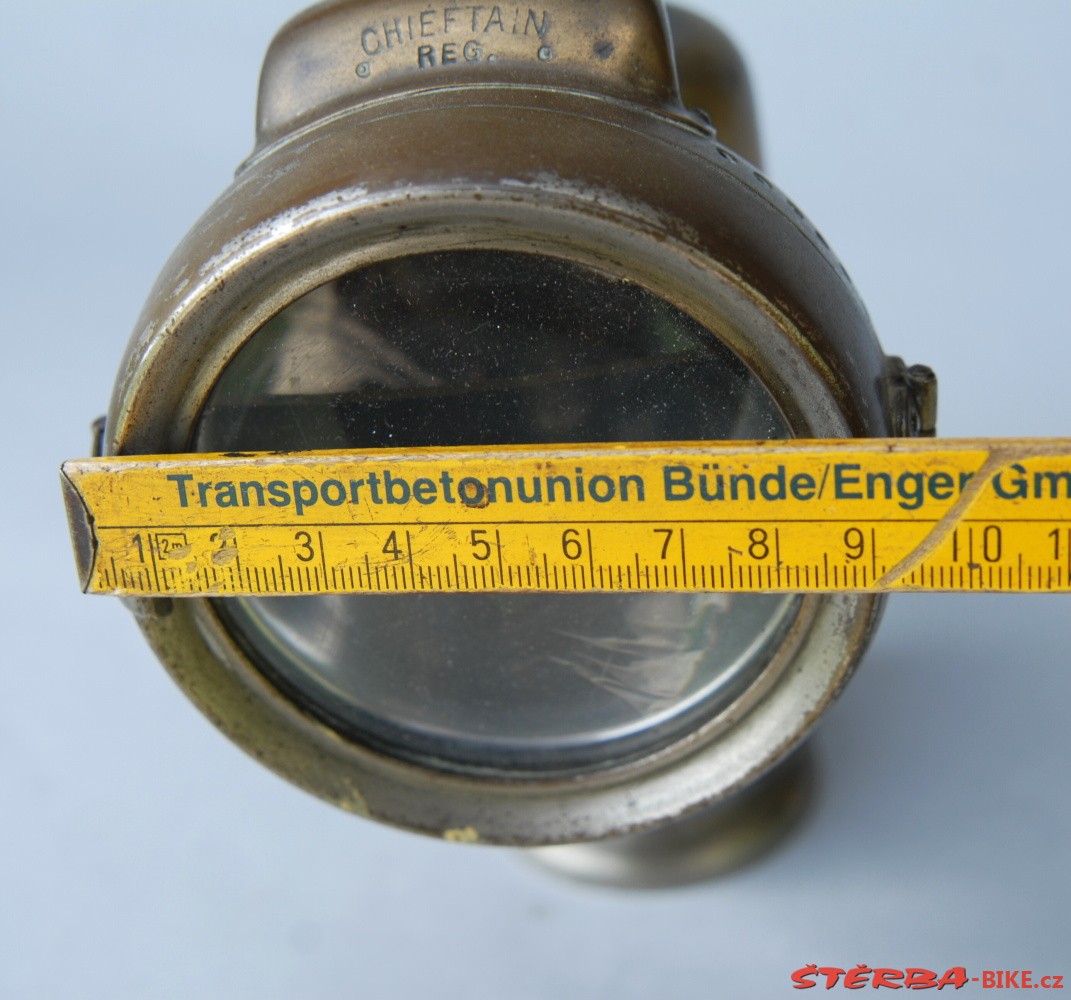 CHIEFTAIN
REG.
Transportbetonunion Bünde/Enger Gm
1 2m 2 3 4 5 6 7 8 9 10 1
ŠTĚRBA-BIKE.CZ